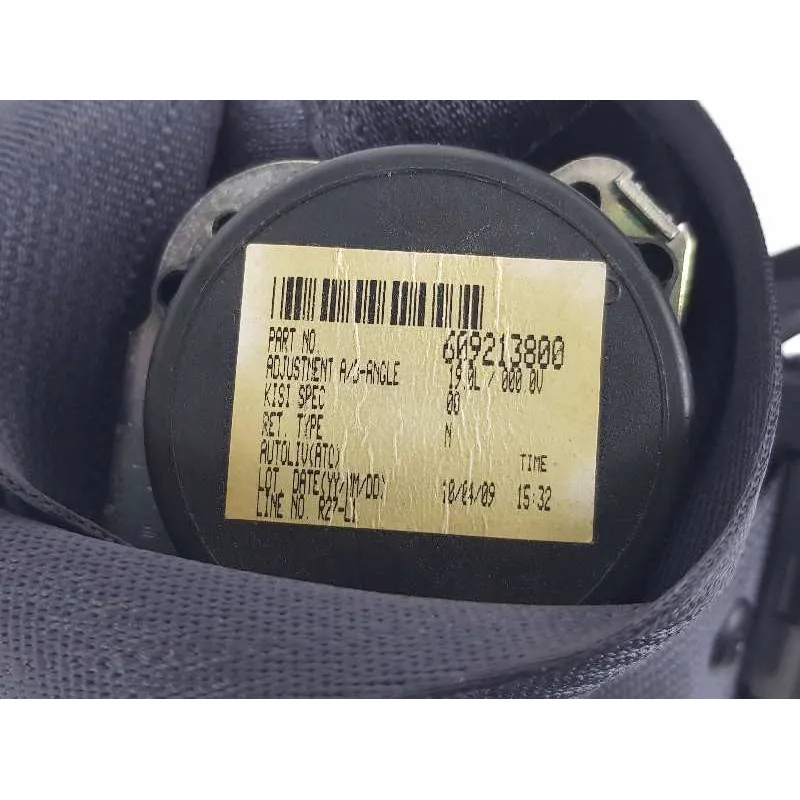 PART NO. 609213800
ADJUSTMENT A/J-ANGLE 19.0L / 000.0V
KISI SPEC 00
RET. TYPE N
AUTOLIV(ATC) TIME
LOT. DATE(YY/MM/DD) 10/04/09 15:32
LINE NO. R27-L1